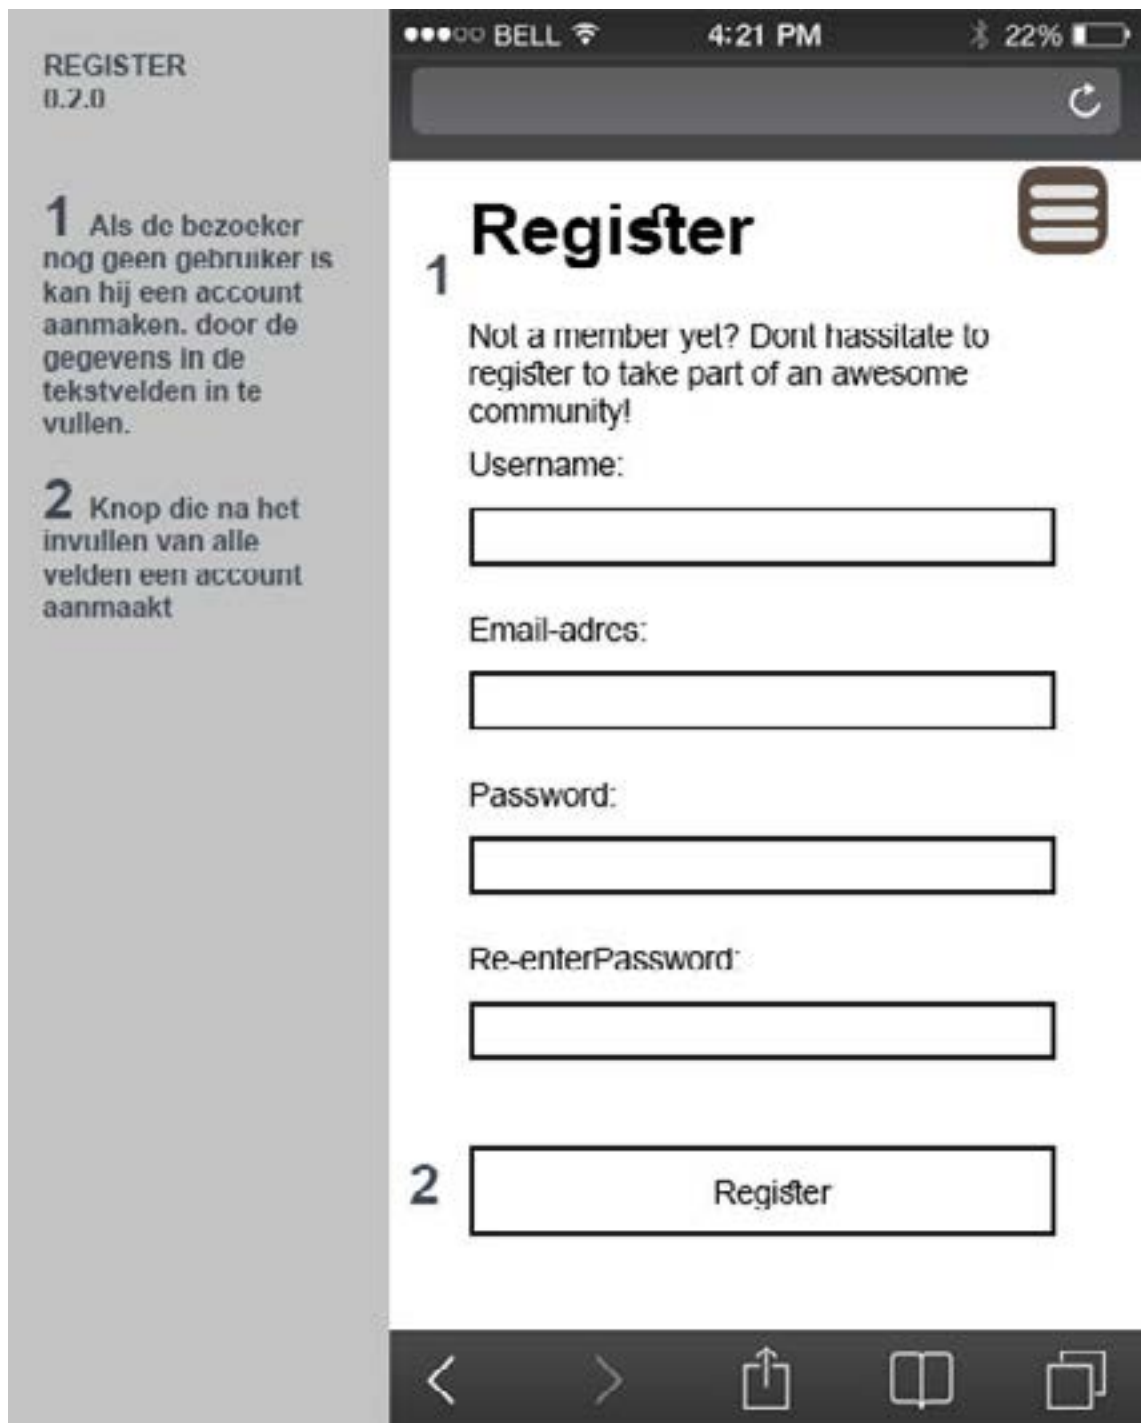 REGISTER
0.2.0
1 Als de bezoeker
nog geen gebruiker is
kan hij een account
aanmaken. door de
gegevens in de
tekstvelden in te
vullen.
2 Knop die na het
invullen van alle
velden een account
aanmaakt
BELL 4:21 PM 22%
Register
1
Not a member yet? Dont hassitate to
register to take part of an awesome
community!
Username:
Email-adres:
Password:
Re-enterPassword:
2 Register